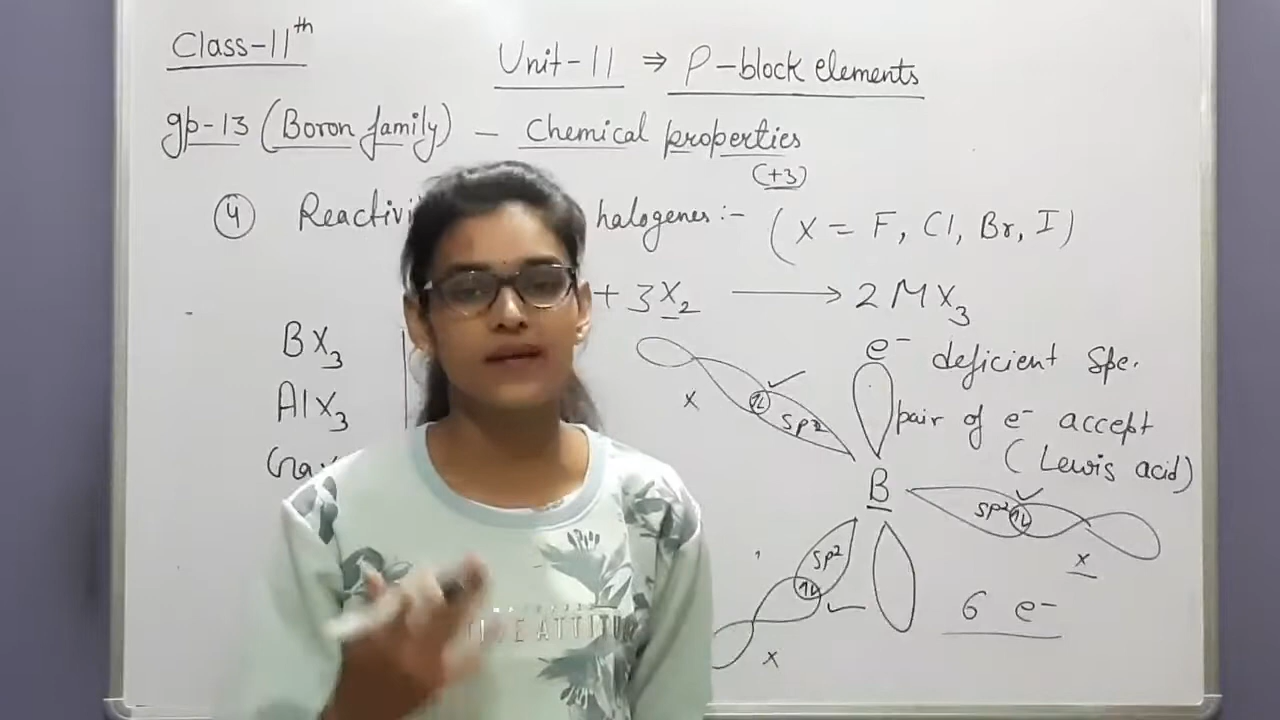 Class-11th
Unit-11 ⇒ P-block elements
gp-13 (Boron family) - Chemical properties
(+3)
4 Reactivi halogenes :- (X = F, Cl, Br, I)
+ 3X2 → 2MX3
BX3
AlX3
e- deficient Spe.
pair of e- accept
(Lewis acid)
X
sp2
B
sp2
X
sp2
X
6 e-
ATTITU